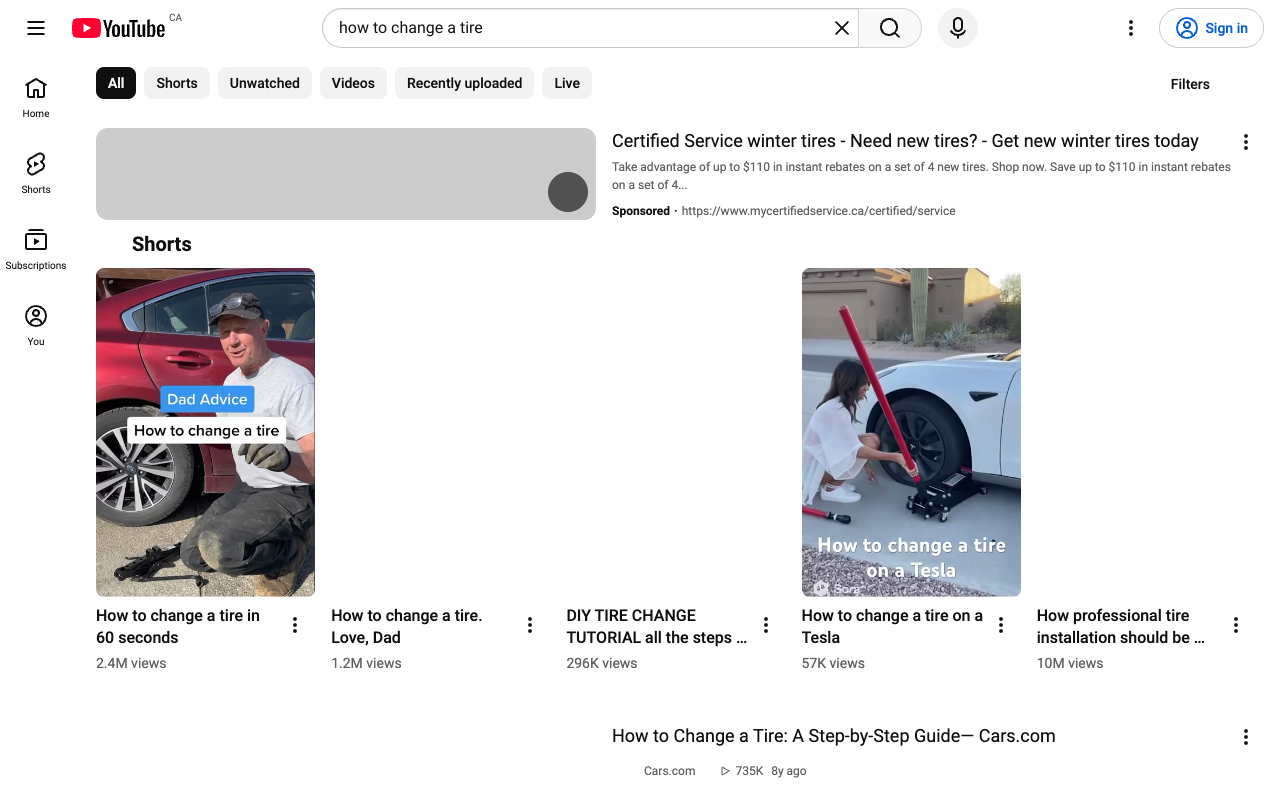 YouTube CA
how to change a tire
Sign in
All
Shorts
Unwatched
Videos
Recently uploaded
Live
Filters
Home
Shorts
Subscriptions
You
Certified Service winter tires - Need new tires? - Get new winter tires today
Take advantage of up to $110 in instant rebates on a set of 4 new tires. Shop now. Save up to $110 in instant rebates
on a set of 4...
Sponsored · https://www.mycertifiedservice.ca/certified/service
Shorts
Dad Advice
How to change a tire
How to change a tire
on a Tesla
Sora
How to change a tire in
60 seconds
2.4M views
How to change a tire.
Love, Dad
1.2M views
DIY TIRE CHANGE
TUTORIAL all the steps ...
296K views
How to change a tire on a
Tesla
57K views
How professional tire
installation should be ...
10M views
How to Change a Tire: A Step-by-Step Guide— Cars.com
Cars.com 735K 8y ago